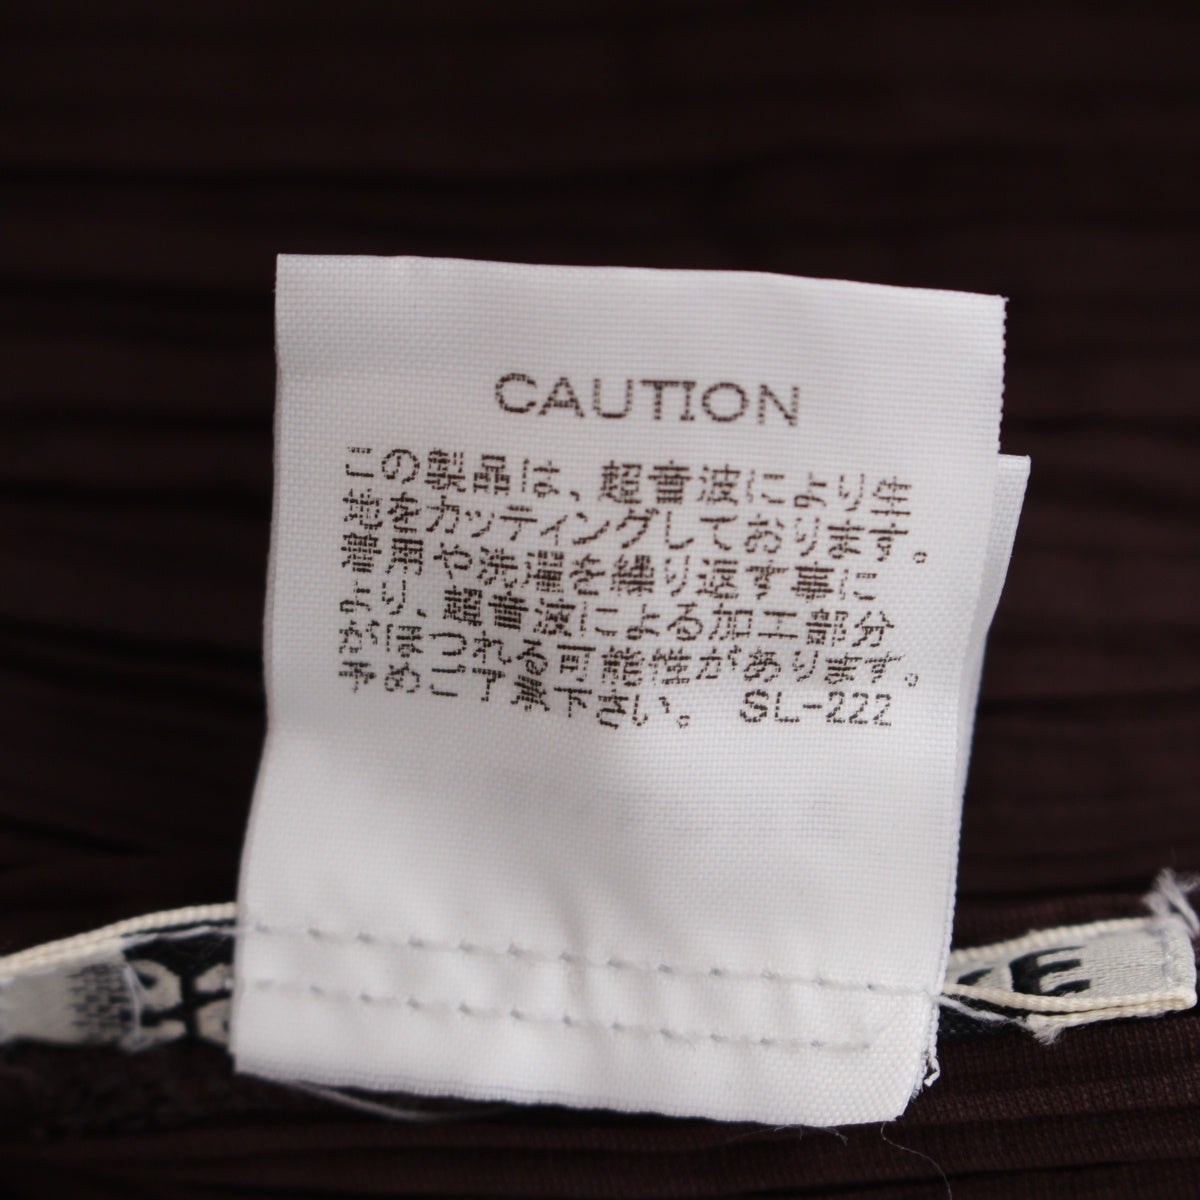 CAUTION
この製品は、超音波により生
地をカッティングしております。
着用や洗濯を繰り返す事に
より、超音波による加工部分
がほつれる可能性があります。
予めご了承下さい。 SL-222